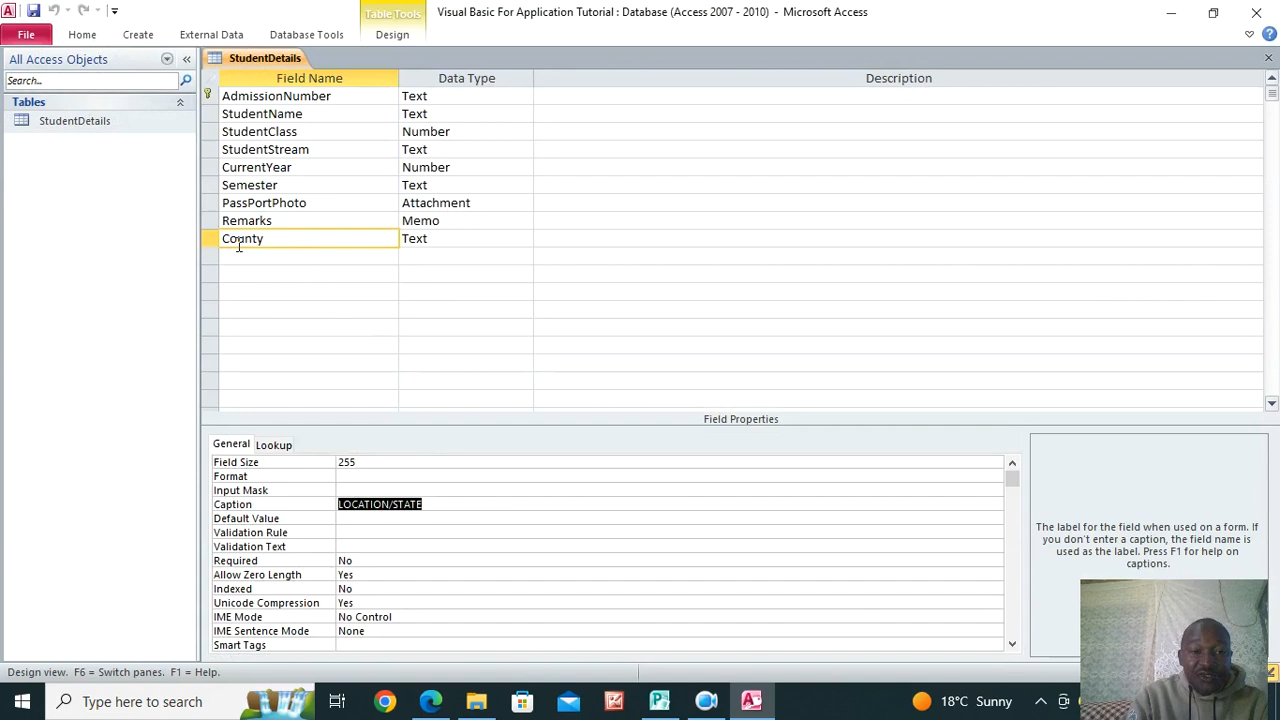 Table Tools
Visual Basic For Application Tutorial : Database (Access 2007 - 2010) - Microsoft Access
File Home Create External Data Database Tools Design
All Access Objects
Search...
Tables
StudentDetails
StudentDetails
Field Name Data Type Description
AdmissionNumber Text
StudentName Text
StudentClass Number
StudentStream Text
CurrentYear Number
Semester Text
PassPortPhoto Attachment
Remarks Memo
County Text
Field Properties
General Lookup
Field Size 255
Format
Input Mask
Caption LOCATION/STATE
Default Value
Validation Rule
Validation Text
Required No
Allow Zero Length Yes
Indexed No
Unicode Compression Yes
IME Mode No Control
IME Sentence Mode None
Smart Tags
The label for the field when used on a form. If
you don't enter a caption, the field name is
used as the label. Press F1 for help on
captions.
Design view. F6 = Switch panes. F1 = Help.
Type here to search
18°C Sunny